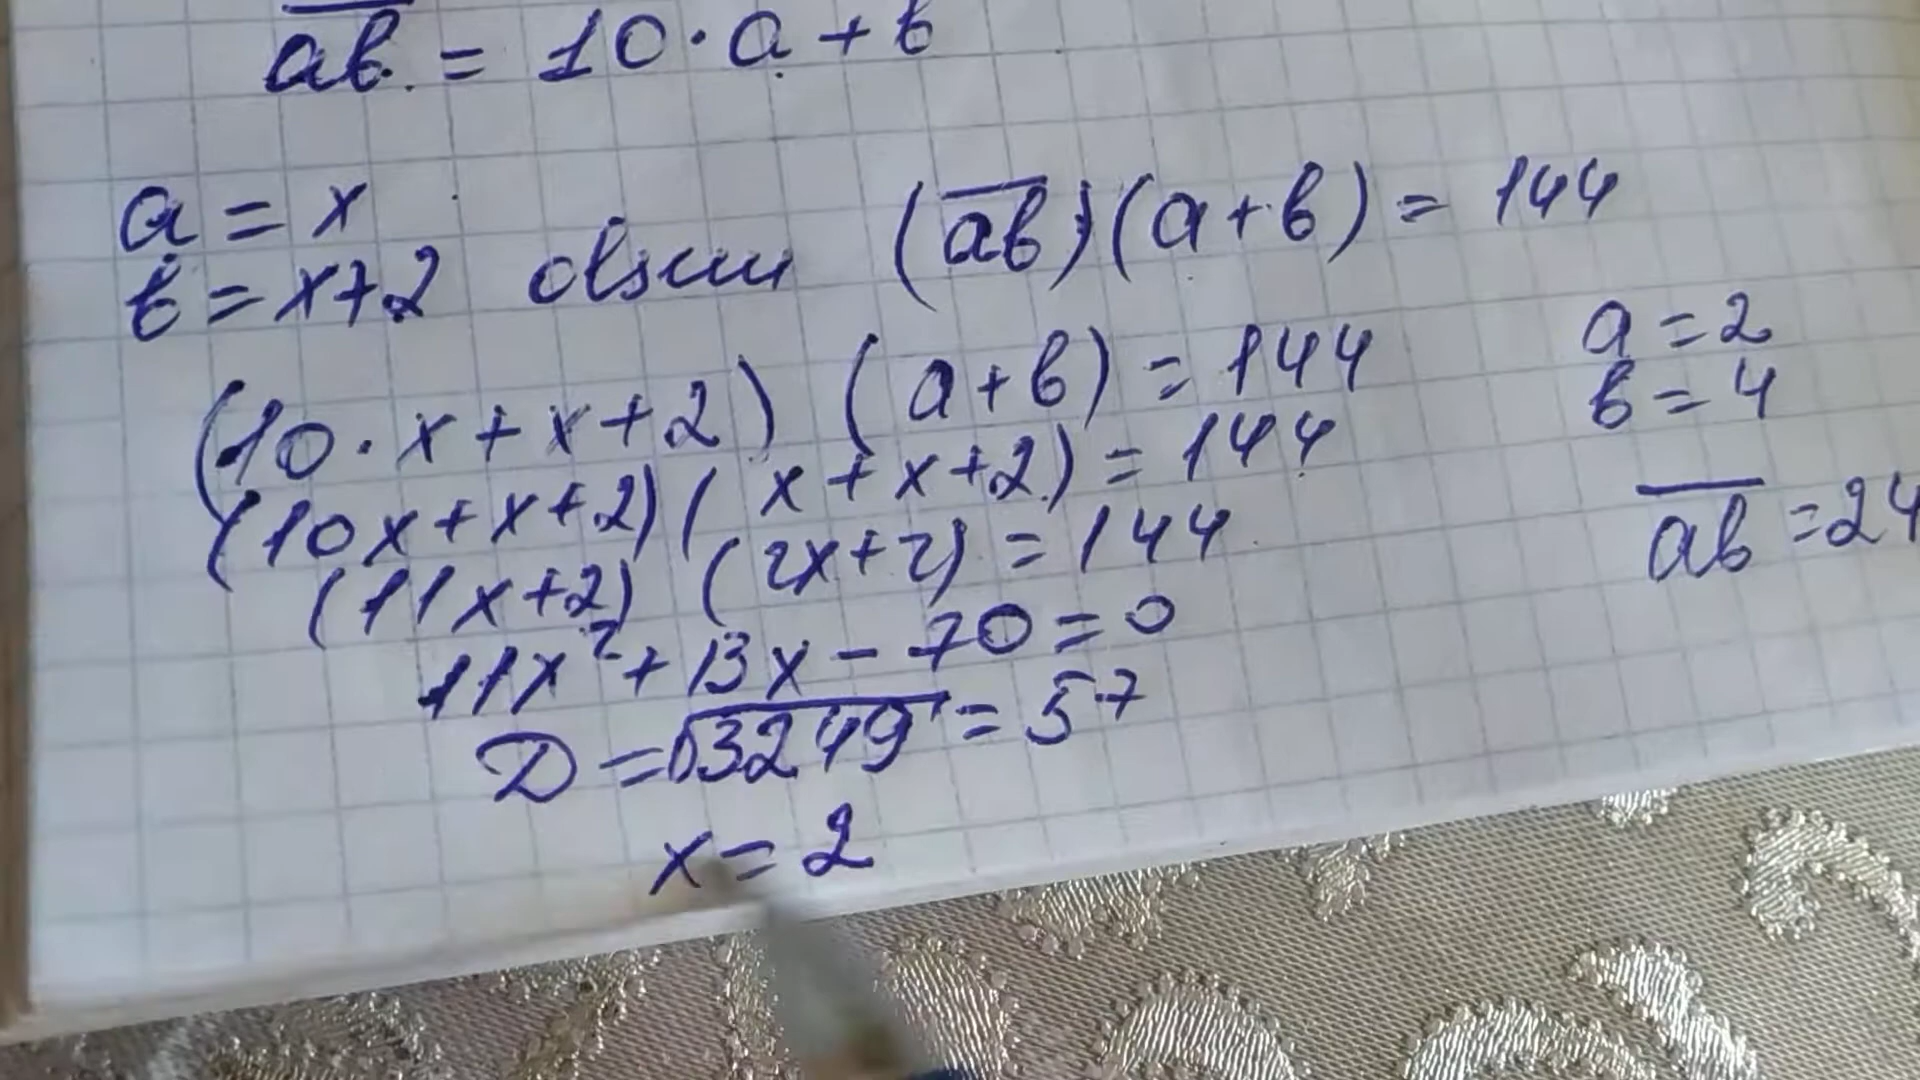 ab = 10·a + b
a = x
b = x+2 olsun (ab)(a+b) = 144
(10·x+x+2) (a+b) = 144
(10x+x+2)(x+x+2) = 144
(11x+2) (2x+2) = 144
11x²+13x-70=0
D=√3249=57
x=2
a=2
b=4
ab=24